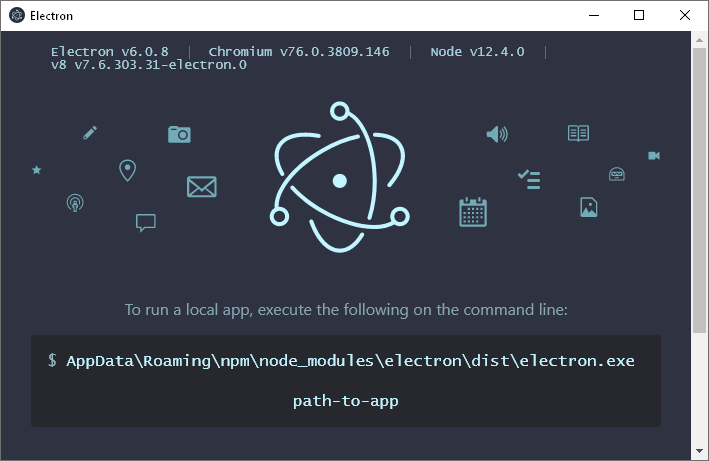 Electron
Electron v6.0.8 | Chromium v76.0.3809.146 | Node v12.4.0 |
v8 v7.6.303.31-electron.0
To run a local app, execute the following on the command line:
$ AppData\Roaming\npm\node_modules\electron\dist\electron.exe
path-to-app